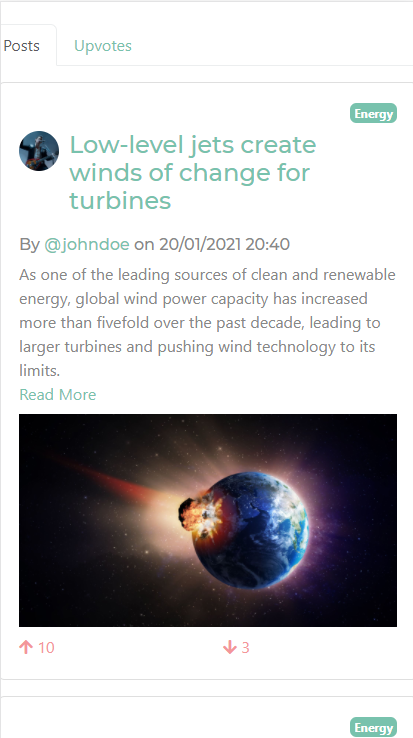 Posts Upvotes
Energy
Low-level jets create
winds of change for
turbines
By @johndoe on 20/01/2021 20:40
As one of the leading sources of clean and renewable
energy, global wind power capacity has increased
more than fivefold over the past decade, leading to
larger turbines and pushing wind technology to its
limits.
Read More
10 3
Energy